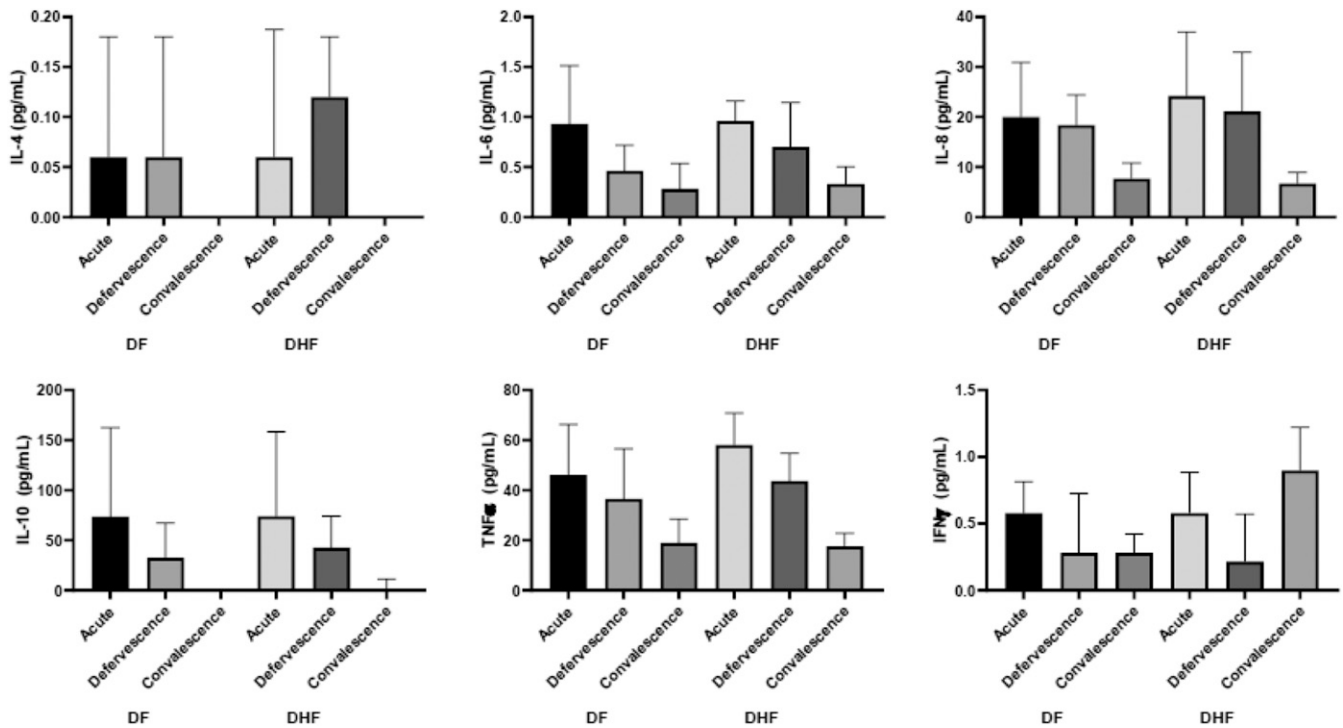 IL-4 (pg/mL)
0.20
0.15
0.10
0.05
0.00
Acute
Defervescence
Convalescence
Acute
Defervescence
Convalescence
DF
DHF
IL-6 (pg/mL)
2.0
1.5
1.0
0.5
0.0
Acute
Defervescence
Convalescence
Acute
Defervescence
Convalescence
DF
DHF
IL-8 (pg/mL)
40
30
20
10
0
Acute
Defervescence
Convalescence
Acute
Defervescence
Convalescence
DF
DHF
IL-10 (pg/mL)
200
150
100
50
0
Acute
Defervescence
Convalescence
Acute
Defervescence
Convalescence
DF
DHF
TNFα (pg/mL)
80
60
40
20
0
Acute
Defervescence
Convalescence
Acute
Defervescence
Convalescence
DF
DHF
IFNγ (pg/mL)
1.5
1.0
0.5
0.0
Acute
Defervescence
Convalescence
Acute
Defervescence
Convalescence
DF
DHF